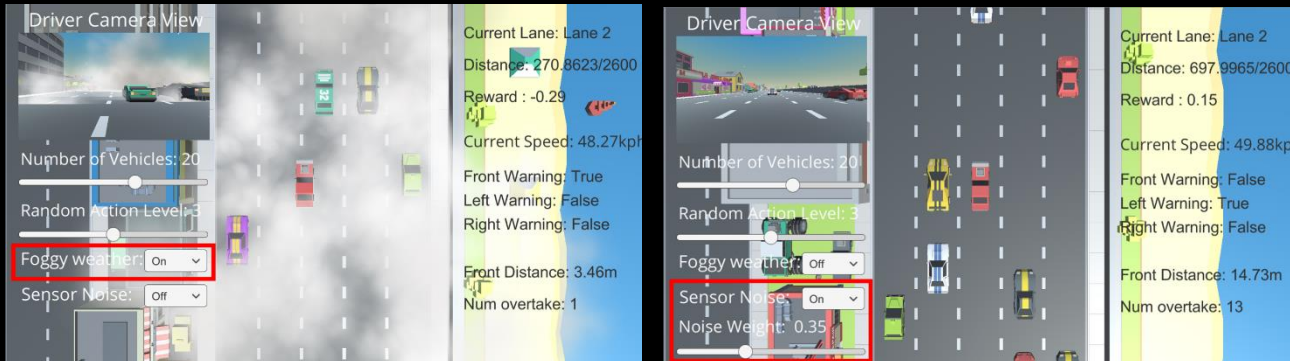 Driver Camera View
Number of Vehicles: 20
Random Action Level: 3
Foggy weather: On
Sensor Noise: Off
32
Current Lane: Lane 2
Distance: 270.8623/2600
Reward : -0.29
Current Speed: 48.27kph
Front Warning: True
Left Warning: False
Right Warning: False
Front Distance: 3.46m
Num overtake: 1
Driver Camera View
Number of Vehicles: 20
Random Action Level: 3
Foggy weather: Off
Sensor Noise: On
Noise Weight: 0.35
Current Lane: Lane 2
Distance: 697.9965/2600
Reward : 0.15
Current Speed: 49.88kp
Front Warning: False
Left Warning: True
Right Warning: False
Front Distance: 14.73m
Num overtake: 13